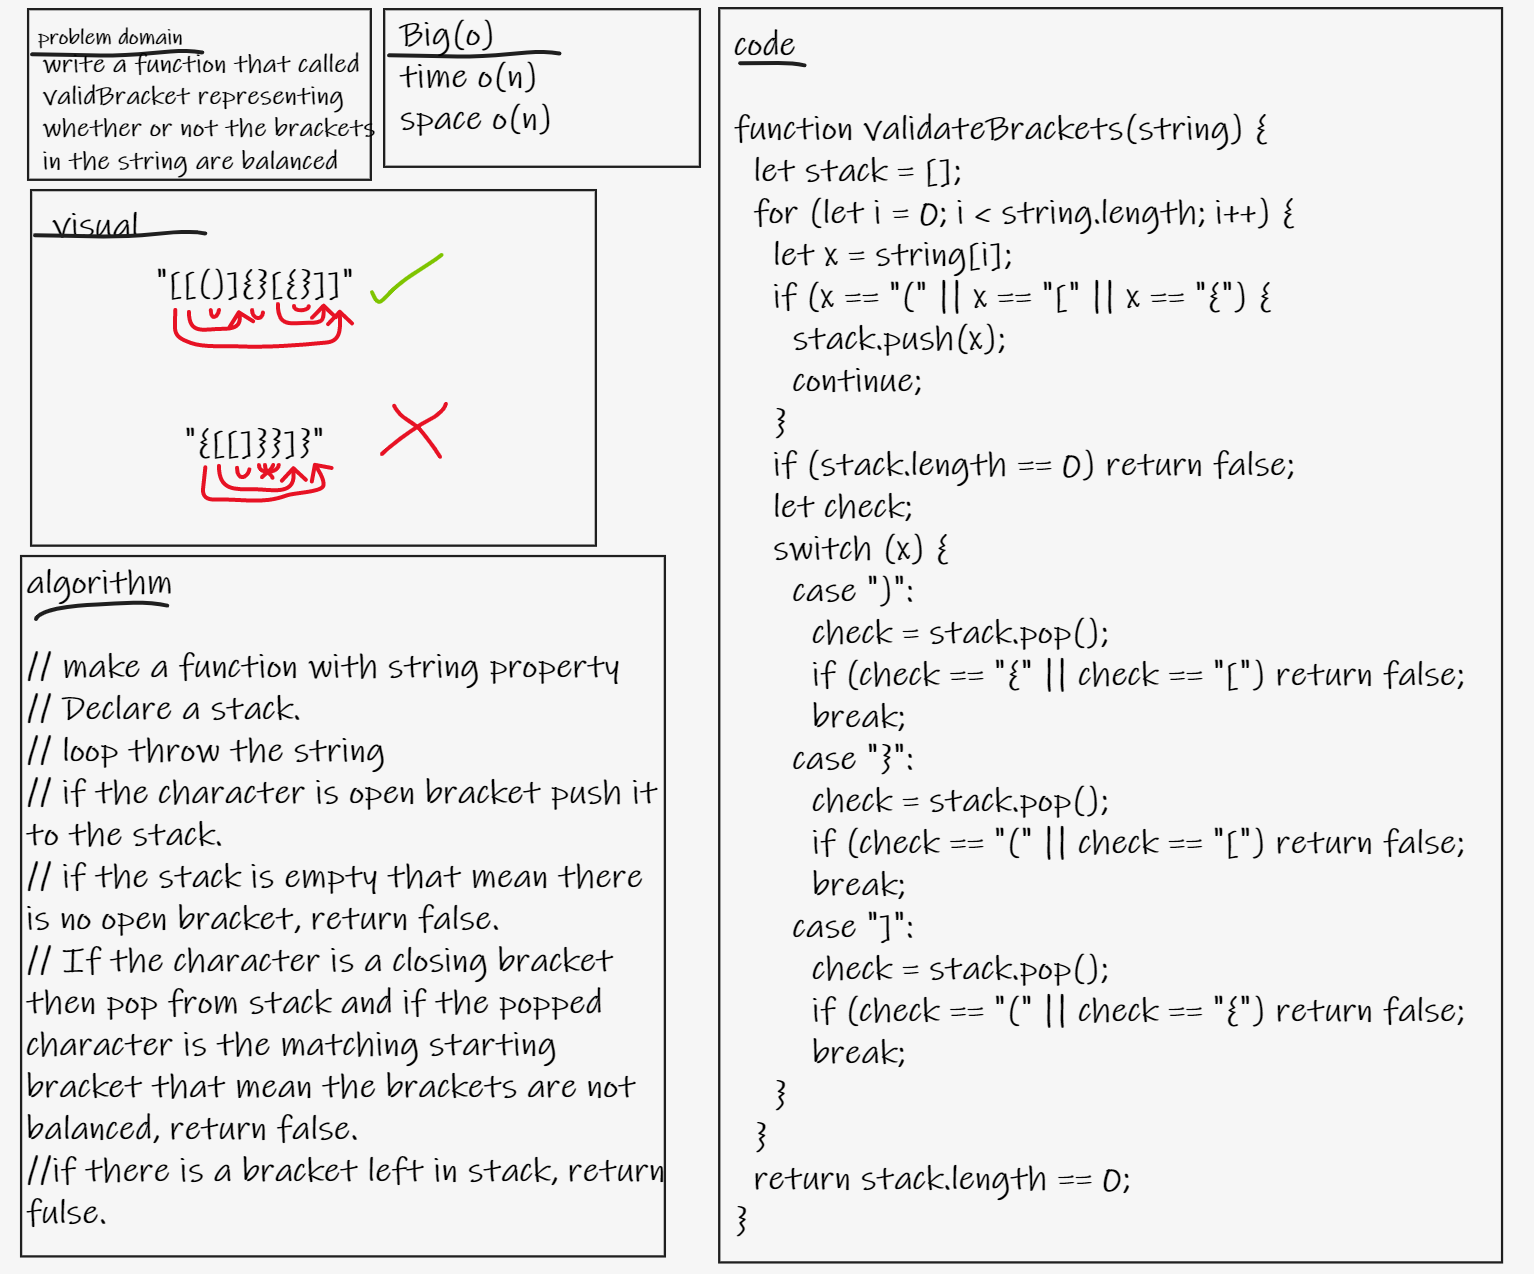 problem domain
write a function that called
validBracket representing
whether or not the brackets
in the string are balanced
Big(o)
time o(n)
space o(n)
visual
"[[()]{}[{}]]"
"{[[]}}]}"
algorithm
// make a function with string property
// Declare a stack.
// loop throw the string
// if the character is open bracket push it
to the stack.
// if the stack is empty that mean there
is no open bracket, return false.
// If the character is a closing bracket
then pop from stack and if the popped
character is the matching starting
bracket that mean the brackets are not
balanced, return false.
//if there is a bracket left in stack, return
fulse.
code
function validateBrackets(string) {
let stack = [];
for (let i = 0; i < string.length; i++) {
let x = string[i];
if (x == "(" || x == "[" || x == "{") {
stack.push(x);
continue;
}
if (stack.length == 0) return false;
let check;
switch (x) {
case ")":
check = stack.pop();
if (check == "{" || check == "[") return false;
break;
case "}":
check = stack.pop();
if (check == "(" || check == "[") return false;
break;
case "]":
check = stack.pop();
if (check == "(" || check == "{") return false;
break;
}
}
return stack.length == 0;
}